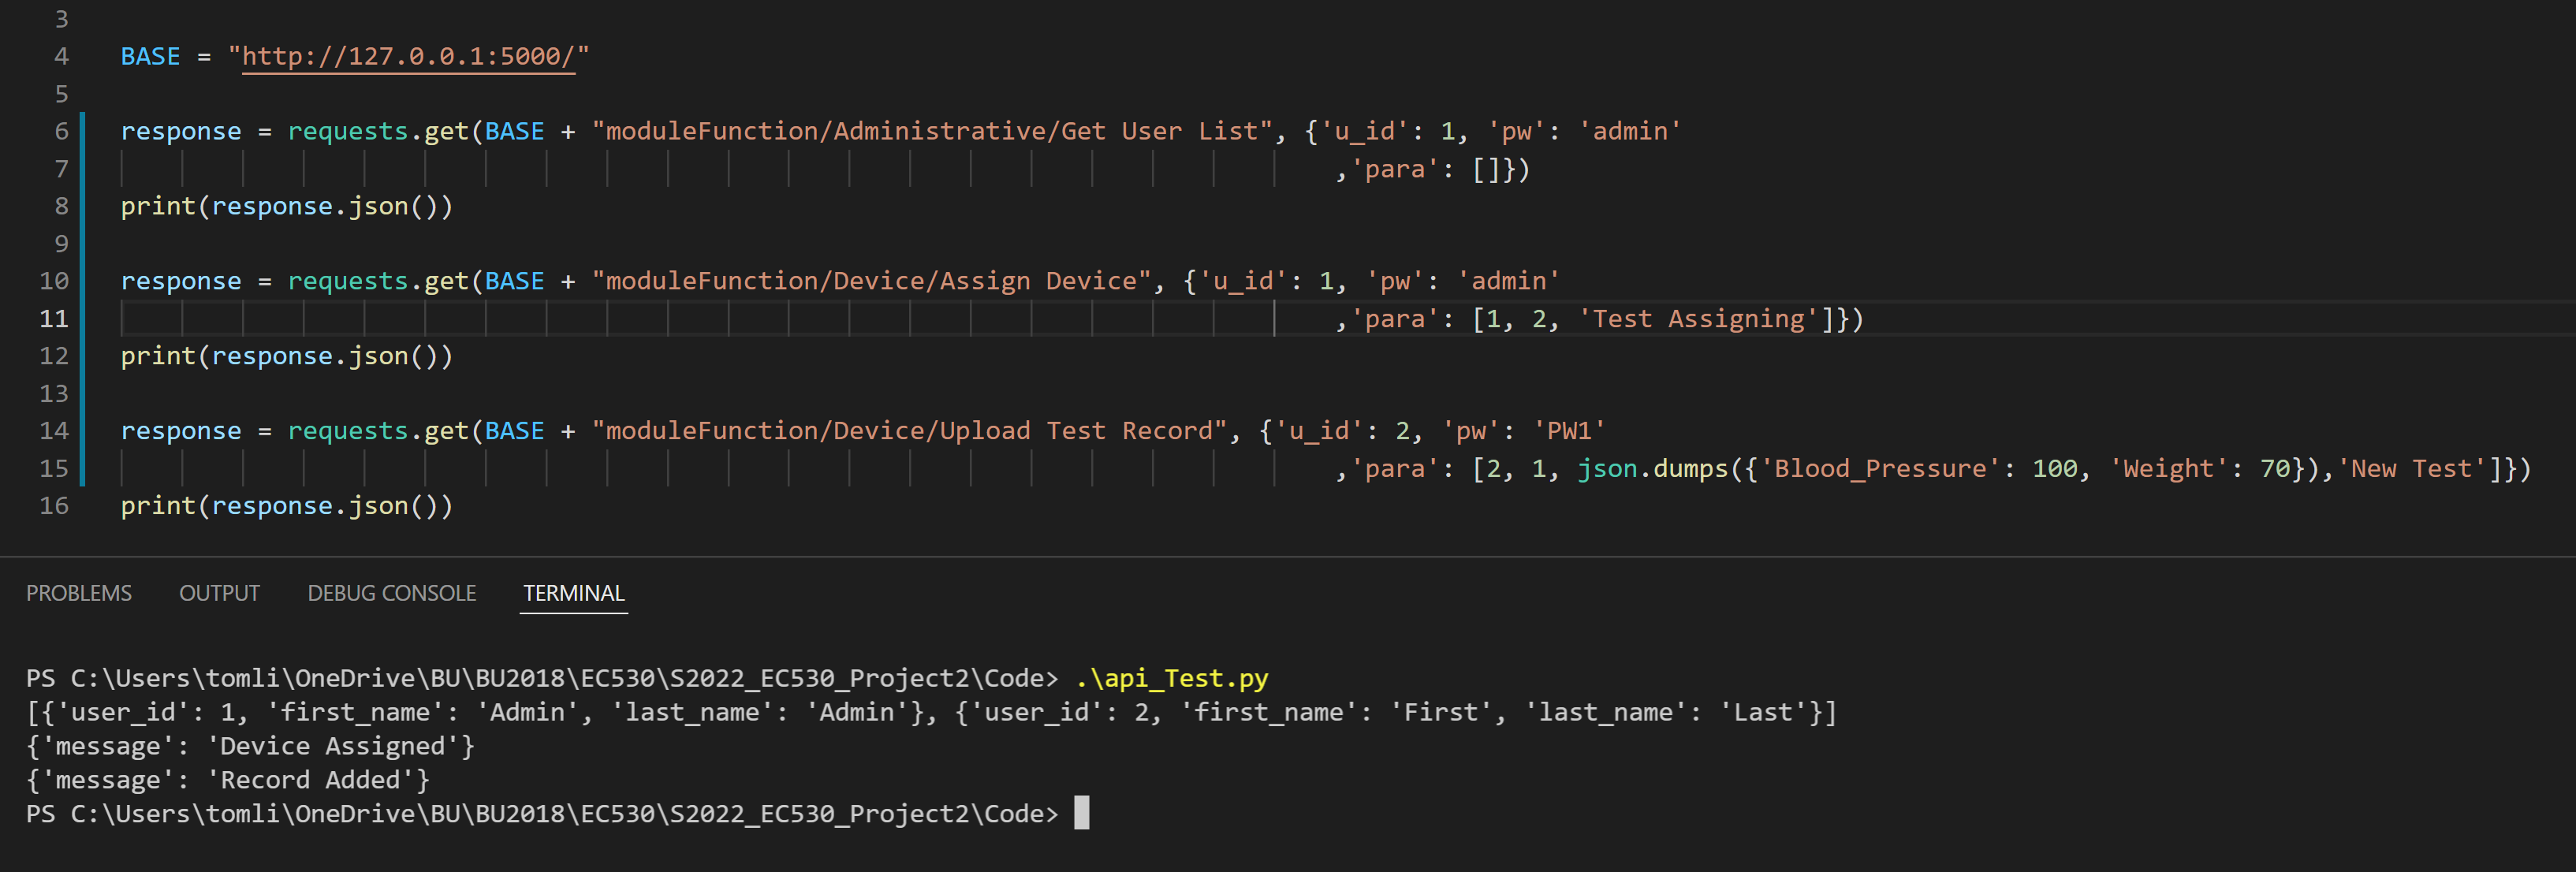 3
4 BASE = "http://127.0.0.1:5000/"
5
6 response = requests.get(BASE + "moduleFunction/Administrative/Get User List", {'u_id': 1, 'pw': 'admin'
7 ,'para': []})
8 print(response.json())
9
10 response = requests.get(BASE + "moduleFunction/Device/Assign Device", {'u_id': 1, 'pw': 'admin'
11 ,'para': [1, 2, 'Test Assigning']})
12 print(response.json())
13
14 response = requests.get(BASE + "moduleFunction/Device/Upload Test Record", {'u_id': 2, 'pw': 'PW1'
15 ,'para': [2, 1, json.dumps({'Blood_Pressure': 100, 'Weight': 70}),'New Test']})
16 print(response.json())
PROBLEMS OUTPUT DEBUG CONSOLE TERMINAL
PS C:\Users\tomli\OneDrive\BU\BU2018\EC530\S2022_EC530_Project2\Code> .\api_Test.py
[{'user_id': 1, 'first_name': 'Admin', 'last_name': 'Admin'}, {'user_id': 2, 'first_name': 'First', 'last_name': 'Last'}]
{'message': 'Device Assigned'}
{'message': 'Record Added'}
PS C:\Users\tomli\OneDrive\BU\BU2018\EC530\S2022_EC530_Project2\Code>